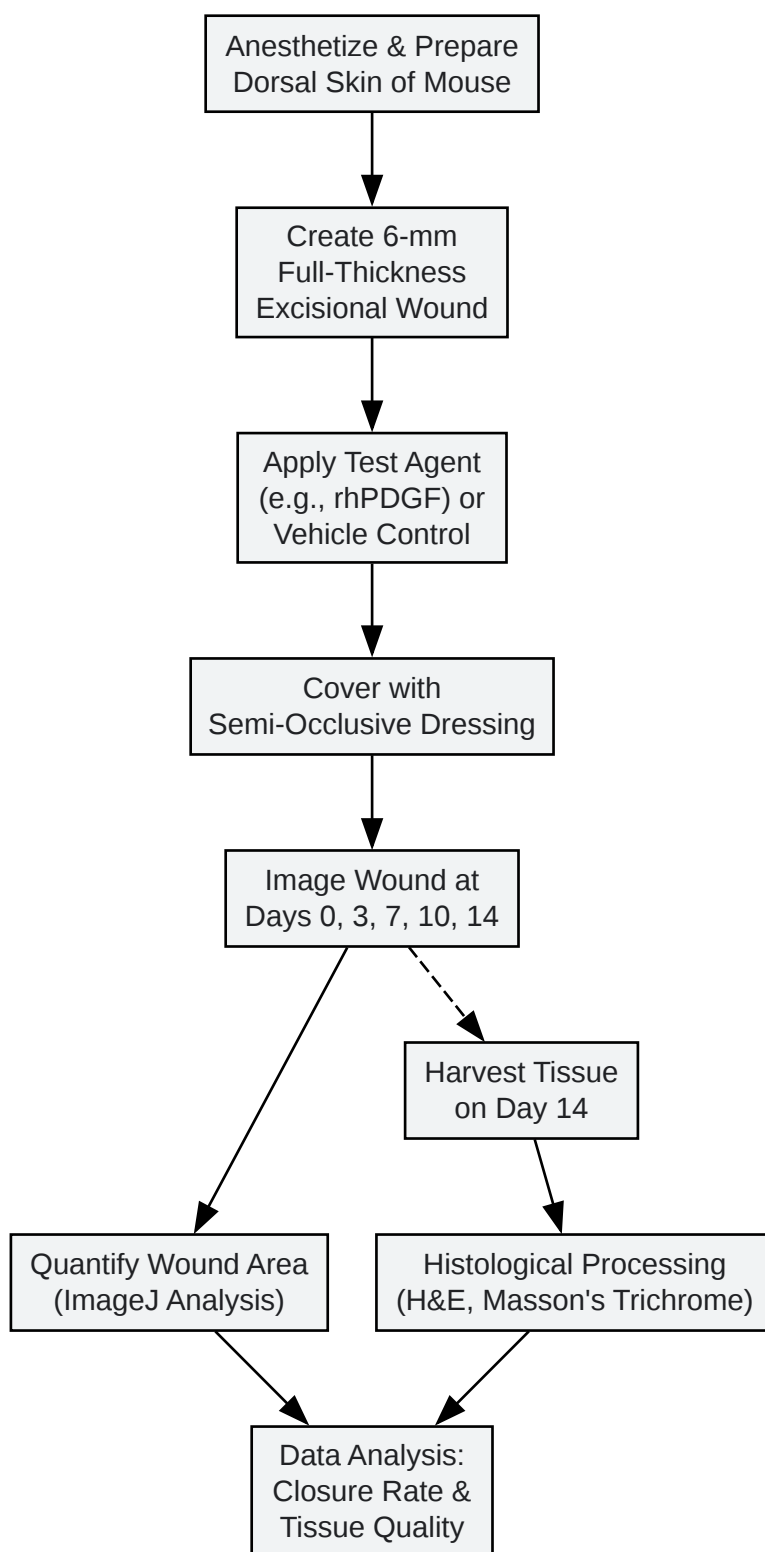 Anesthetize & Prepare
Dorsal Skin of Mouse
Create 6-mm
Full-Thickness
Excisional Wound
Apply Test Agent
(e.g., rhPDGF) or
Vehicle Control
Cover with
Semi-Occlusive Dressing
Image Wound at
Days 0, 3, 7, 10, 14
Harvest Tissue
on Day 14
Quantify Wound Area
(ImageJ Analysis)
Histological Processing
(H&E, Masson's Trichrome)
Data Analysis:
Closure Rate &
Tissue Quality